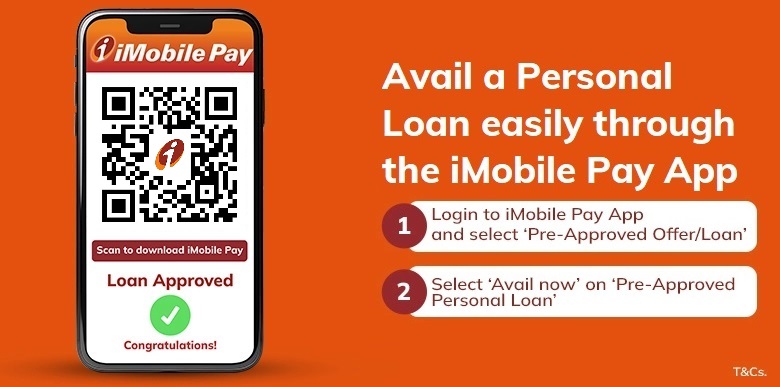 iMobile Pay
Scan to download iMobile Pay
Loan Approved
Congratulations!
Avail a Personal
Loan easily through
the iMobile Pay App
1
Login to iMobile Pay App
and select ‘Pre-Approved Offer/Loan’
2
Select ‘Avail now’ on ‘Pre-Approved
Personal Loan’
T&Cs.